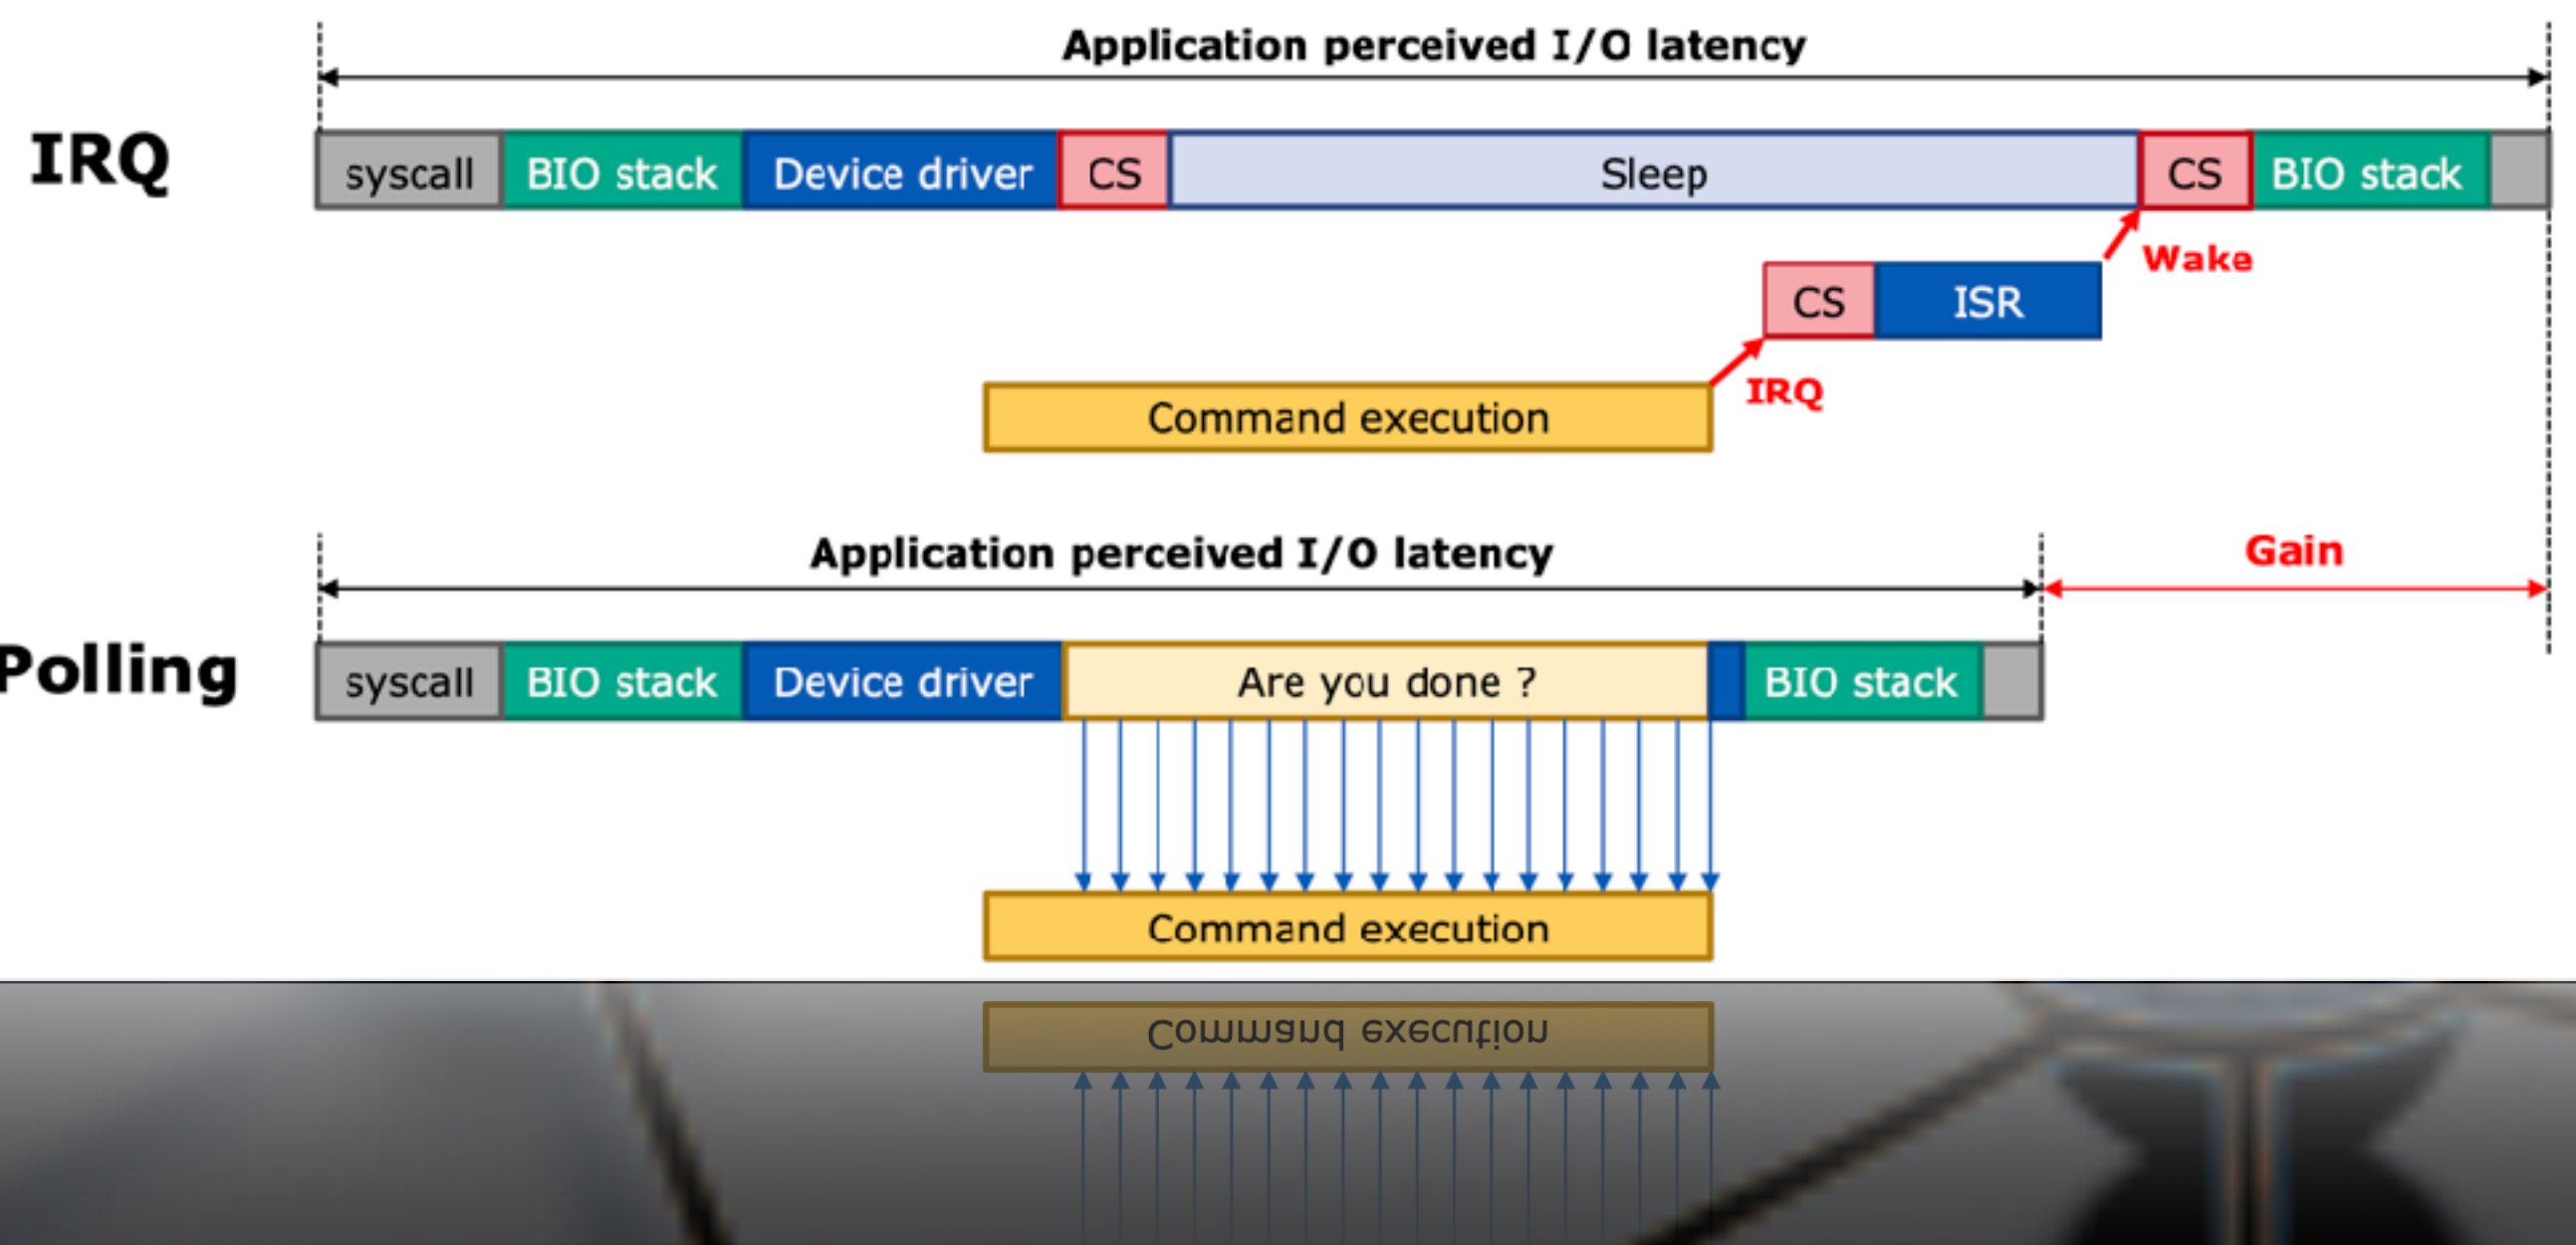 Application perceived I/O latency
IRQ
syscall BIO stack Device driver CS Sleep CS BIO stack
Wake
CS ISR
IRQ
Command execution
Application perceived I/O latency
Gain
Polling
syscall BIO stack Device driver Are you done ? BIO stack
Command execution
Command execution